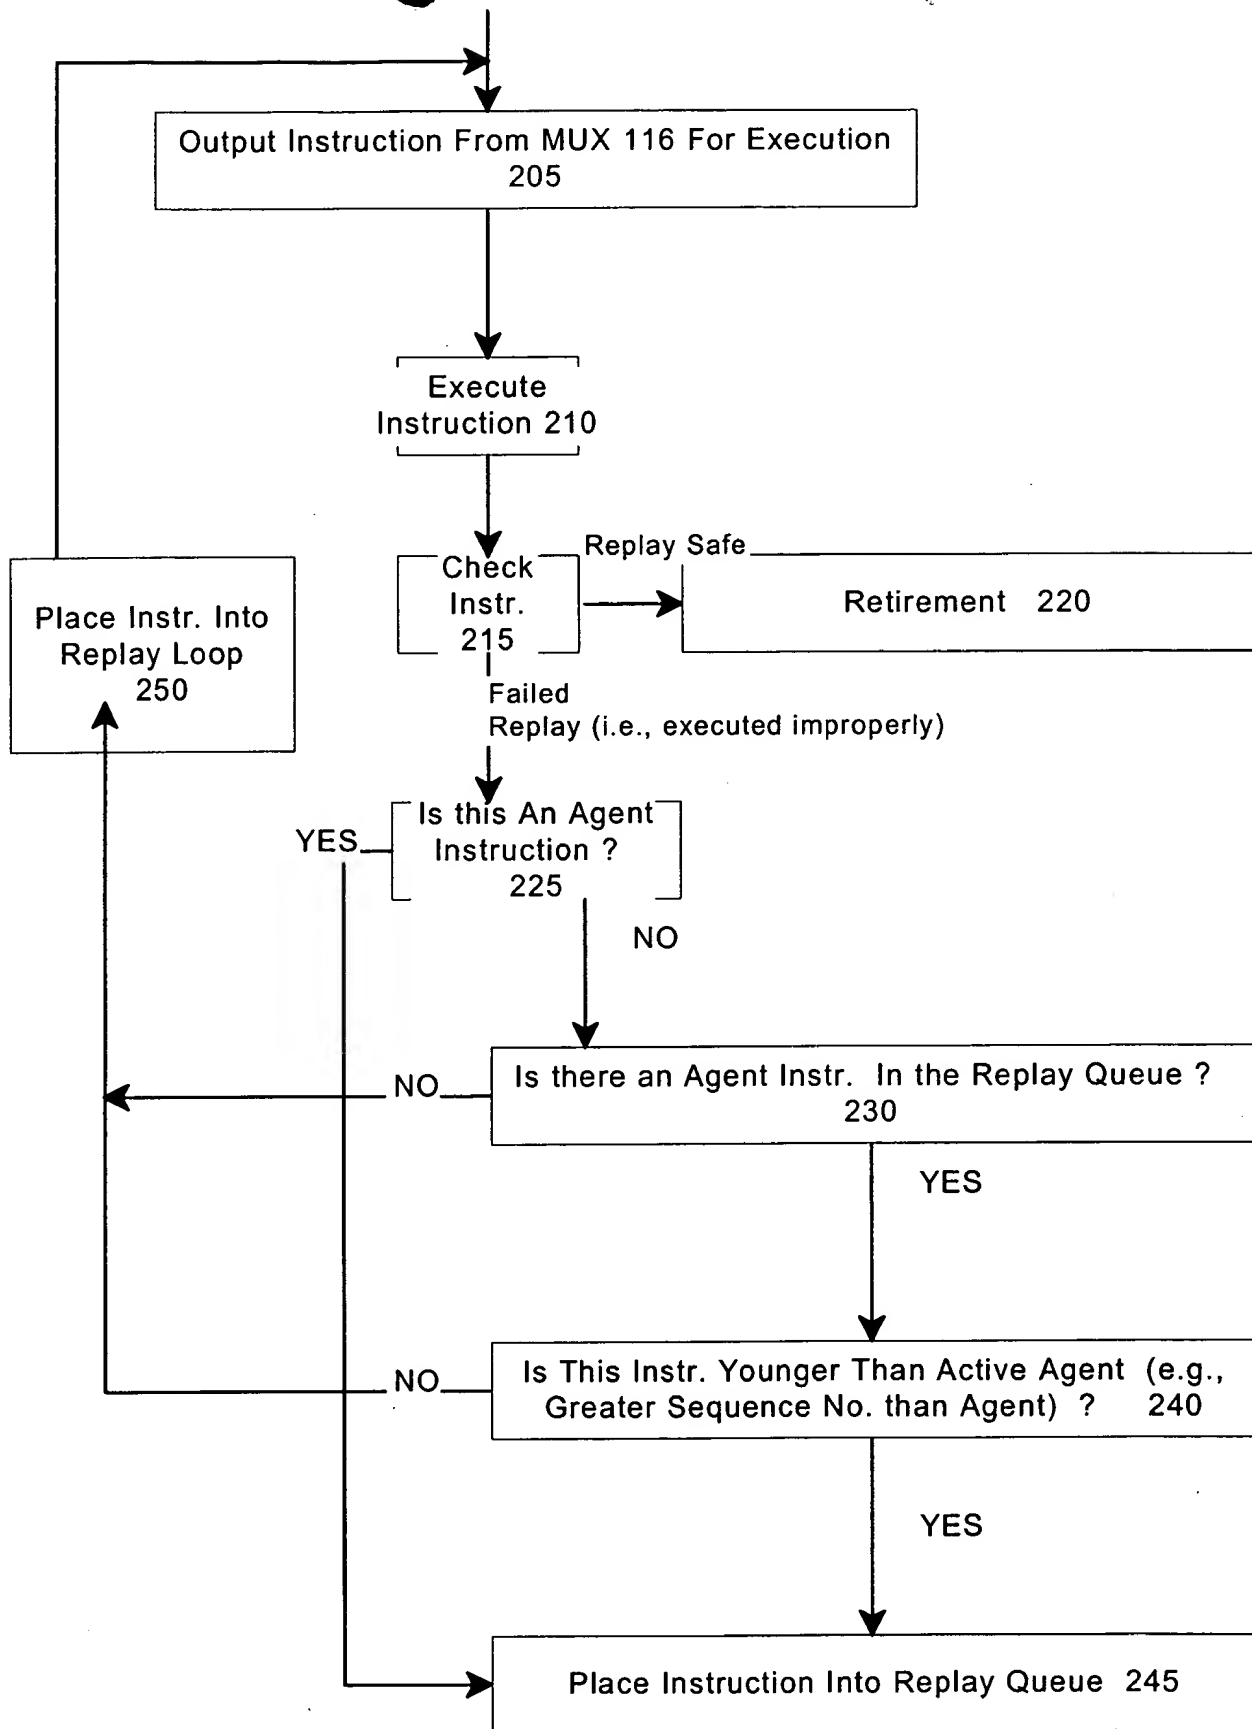 Output Instruction From MUX 116 For Execution
205
Execute
Instruction 210
Replay Safe
Check
Instr.
215
Retirement 220
Place Instr. Into
Replay Loop
250
Failed
Replay (i.e., executed improperly)
YES
Is this An Agent
Instruction ?
225
NO
NO
Is there an Agent Instr. In the Replay Queue ?
230
YES
NO
Is This Instr. Younger Than Active Agent (e.g.,
Greater Sequence No. than Agent) ? 240
YES
Place Instruction Into Replay Queue 245